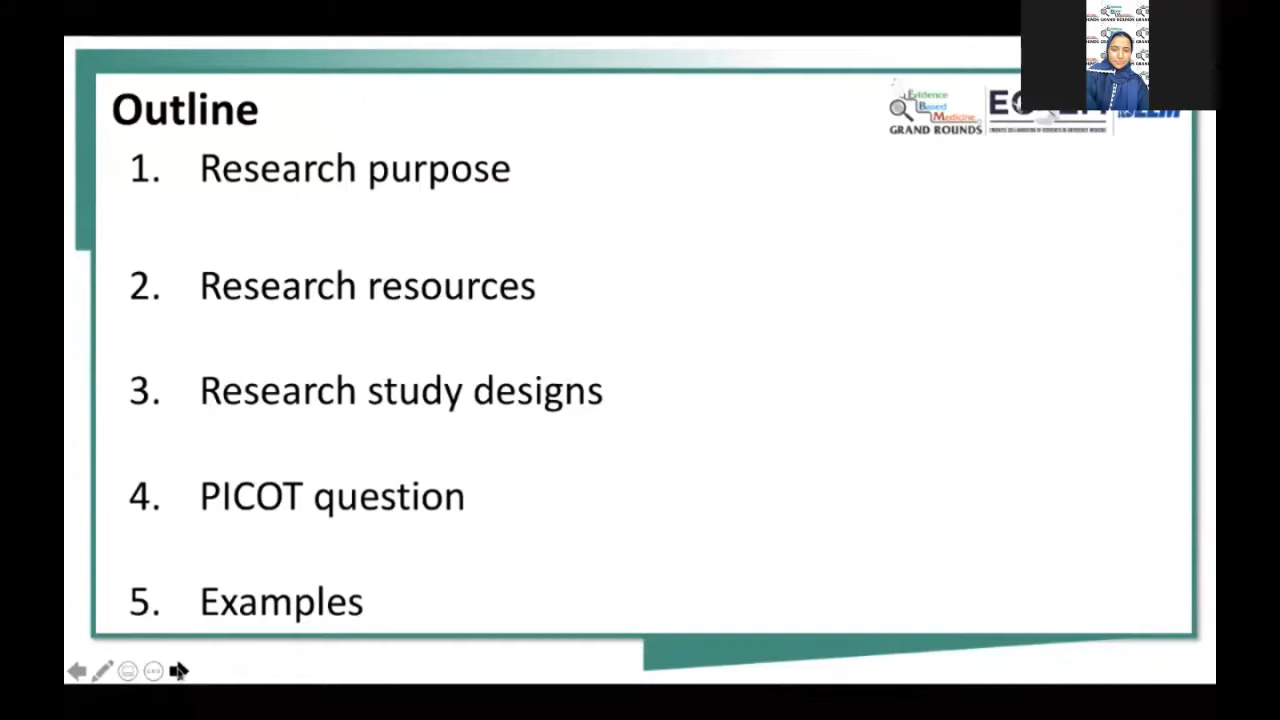 Outline
1. Research purpose
2. Research resources
3. Research study designs
4. PICOT question
5. Examples
Evidence
Based
Medicine
GRAND ROUNDS